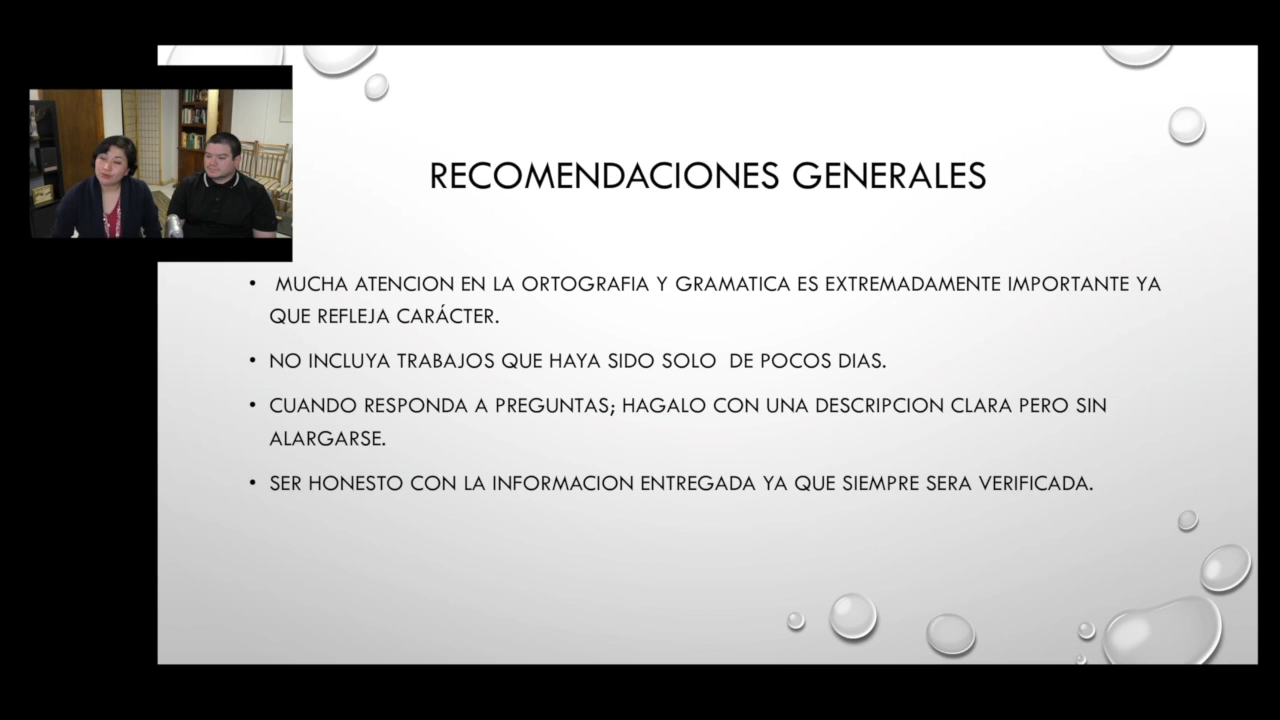 RECOMENDACIONES GENERALES
• MUCHA ATENCION EN LA ORTOGRAFIA Y GRAMATICA ES EXTREMADAMENTE IMPORTANTE YA
QUE REFLEJA CARÁCTER.
• NO INCLUYA TRABAJOS QUE HAYA SIDO SOLO DE POCOS DIAS.
• CUANDO RESPONDA A PREGUNTAS; HAGALO CON UNA DESCRIPCION CLARA PERO SIN
ALARGARSE.
• SER HONESTO CON LA INFORMACION ENTREGADA YA QUE SIEMPRE SERA VERIFICADA.